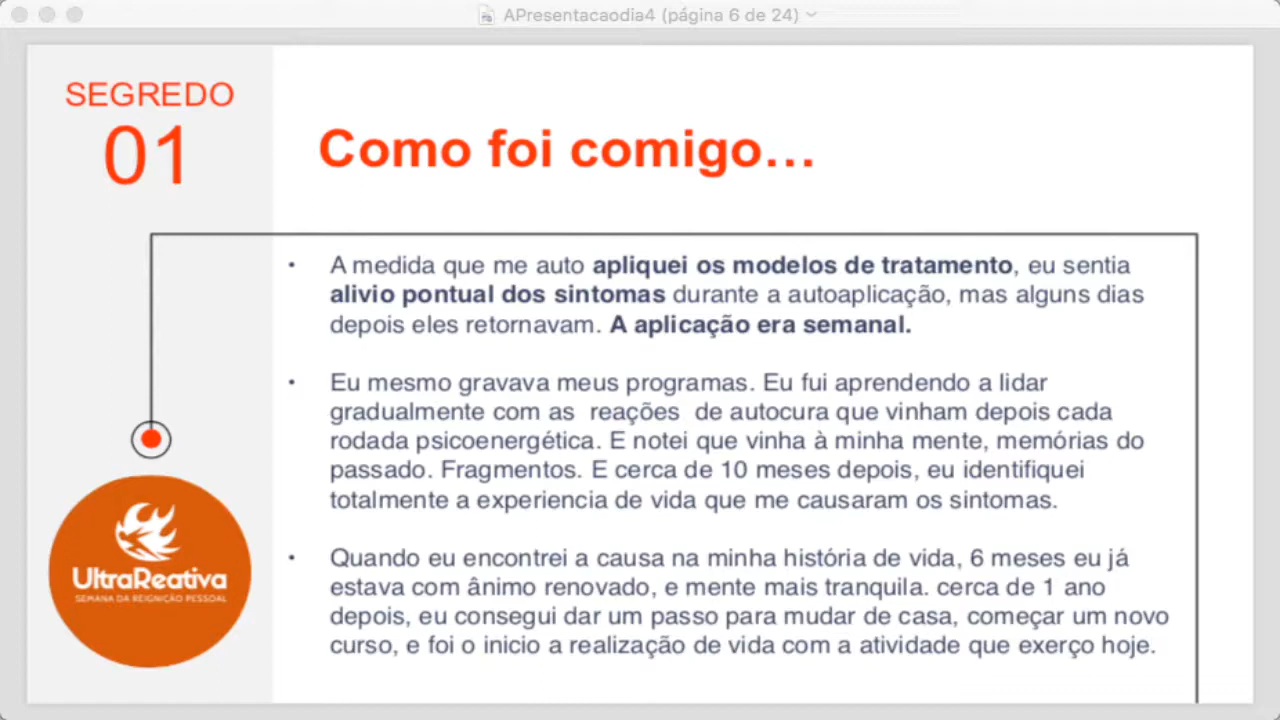 APresentacaodia4 (página 6 de 24)
SEGREDO
01
Como foi comigo...
• A medida que me auto apliquei os modelos de tratamento, eu sentia
alivio pontual dos sintomas durante a autoaplicação, mas alguns dias
depois eles retornavam. A aplicação era semanal.
• Eu mesmo gravava meus programas. Eu fui aprendendo a lidar
gradualmente com as reações de autocura que vinham depois cada
rodada psicoenergética. E notei que vinha à minha mente, memórias do
passado. Fragmentos. E cerca de 10 meses depois, eu identifiquei
totalmente a experiencia de vida que me causaram os sintomas.
• Quando eu encontrei a causa na minha história de vida, 6 meses eu já
estava com ânimo renovado, e mente mais tranquila. cerca de 1 ano
depois, eu consegui dar um passo para mudar de casa, começar um novo
curso, e foi o inicio a realização de vida com a atividade que exerço hoje.
UltraReativa
SEMANA DA REIGNIÇÃO PESSOAL